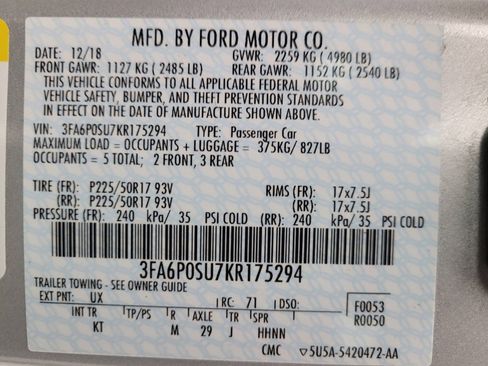 MFD. BY FORD MOTOR CO.
DATE: 12/18 GVWR: 2259 KG ( 4980 LB)
FRONT GAWR: 1127 KG ( 2485 LB) REAR GAWR: 1152 KG ( 2540 LB)
THIS VEHICLE CONFORMS TO ALL APPLICABLE FEDERAL MOTOR
VEHICLE SAFETY, BUMPER, AND THEFT PREVENTION STANDARDS
IN EFFECT ON THE DATE OF MANUFACTURE SHOWN ABOVE.
VIN: 3FA6P0SU7KR175294 TYPE: Passenger Car
MAXIMUM LOAD = OCCUPANTS + LUGGAGE = 375KG/ 827LB
OCCUPANTS = 5 TOTAL; 2 FRONT, 3 REAR
TIRE (FR): P225/50R17 93V RIMS (FR): 17x7.5J
(RR): P225/50R17 93V (RR): 17x7.5J
PRESSURE (FR): 240 kPa/ 35 PSI COLD (RR): 240 kPa/ 35 PSI COLD
3FA6P0SU7KR175294
TRAILER TOWING - SEE OWNER GUIDE
EXT PNT: UX RC: 71 DSO: F0053
R0050
INT TR TP/PS R AXLE TR SPR
KT M 29 J HHNN
CMC ▽5U5A-5420472-AA